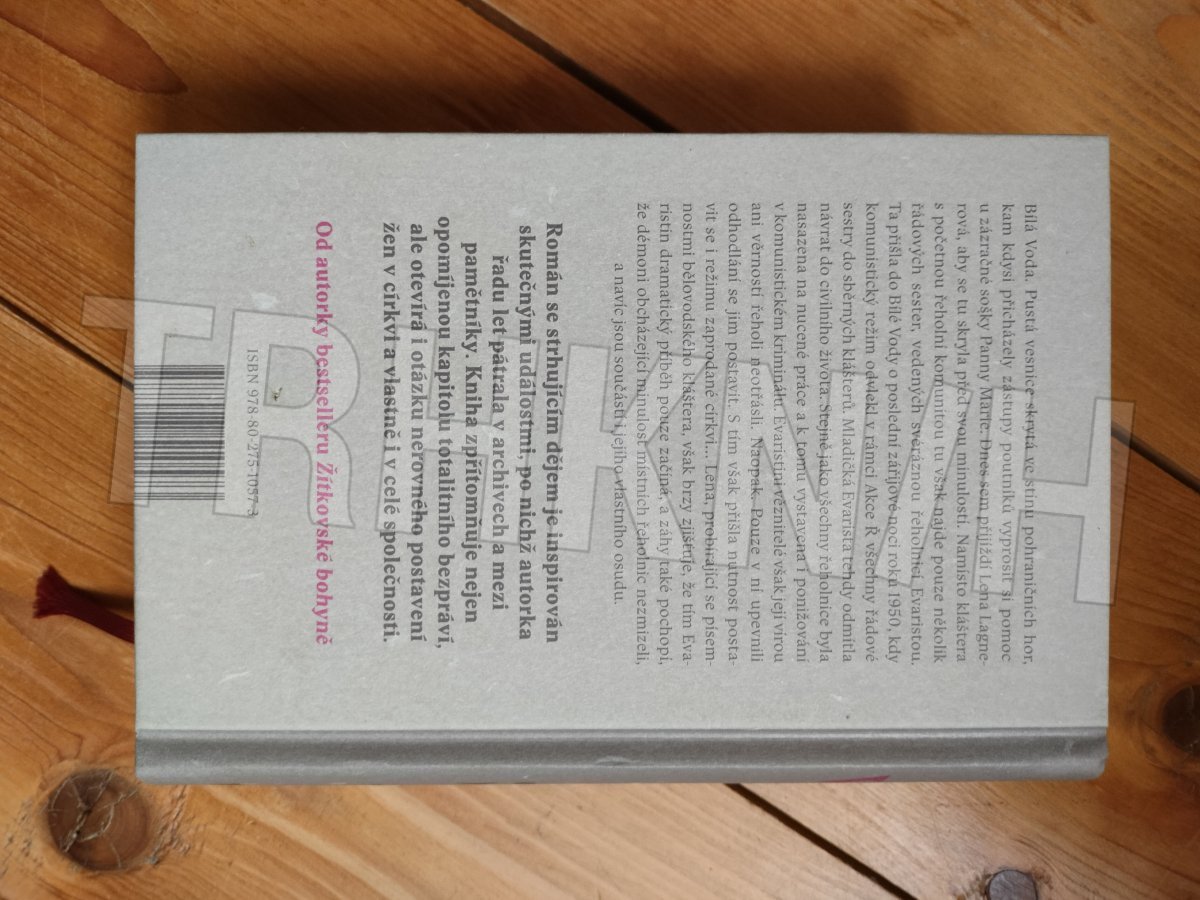 Bílá Voda. Pustá vesnice skrytá ve stínu pohraničních hor,
kam kdysi přicházely zástupy poutníků vyprosit si pomoc
u zázračné sošky Panny Marie. Dnes sem přijíždí Lena Lagne-
rová, aby se tu skryla před svou minulostí. Namísto kláštera
s početnou řeholní komunitou tu však najde pouze několik
řádových sester, vedených svéráznou řeholnicí Evaristou.
Ta přišla do Bílé Vody o poslední zářijové noci roku 1950, kdy
komunistický režim odvlekl v rámci Akce Ř všechny řádové
sestry do sběrných klášterů. Mladičká Evarista tehdy odmítla
návrat do civilního života. Stejně jako všechny řeholnice byla
nasazena na nucené práce a k tomu vystavena i ponižování
v komunistickém kriminálu. Evaristini věznitelé však její vírou
ani věrností řeholi neotřásli. Naopak. Pouze v ní upevnili
odhodlání se jim postavit. S tím však přišla nutnost posta-
vit se i režimu zaprodané církvi... Lena, probírající se písem-
nostmi bělovodského kláštera, však brzy zjišťuje, že tím Eva-
ristin dramatický příběh pouze začíná, a záhy také pochopí,
že démoni obcházející minulost místních řeholnic nezmizeli,
a navíc jsou součástí i jejího vlastního osudu.
Román se strhujícím dějem je inspirován
skutečnými událostmi, po nichž autorka
řadu let pátrala v archivech a mezi
pamětníky. Kniha zpřítomňuje nejen
opomíjenou kapitolu totalitního bezpráví,
ale otevírá i otázku nerovného postavení
žen v církvi a vlastně i v celé společnosti.
Od autorky bestselleru Žítkovské bohyně
ISBN 978-80-275-1087-3